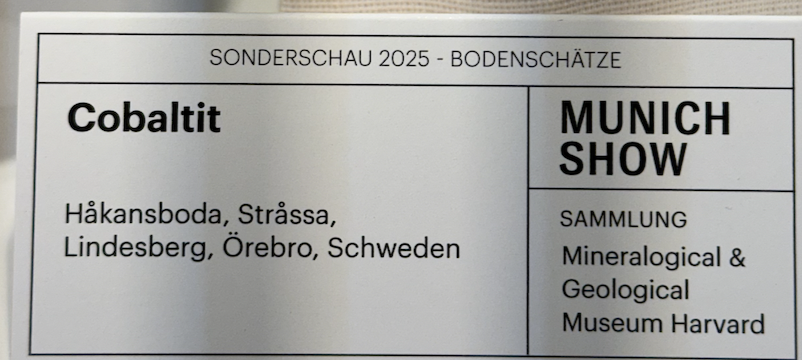 SONDERSCHAU 2025 - BODENSCHÄTZE
Cobaltit
Håkansboda, Stråssa,
Lindesberg, Örebro, Schweden
MUNICH
SHOW
SAMMLUNG
Mineralogical &
Geological
Museum Harvard